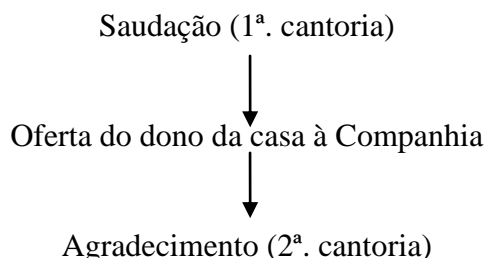 Saudação (1ª. cantoria)
Oferta do dono da casa à Companhia
Agradecimento (2ª. cantoria)